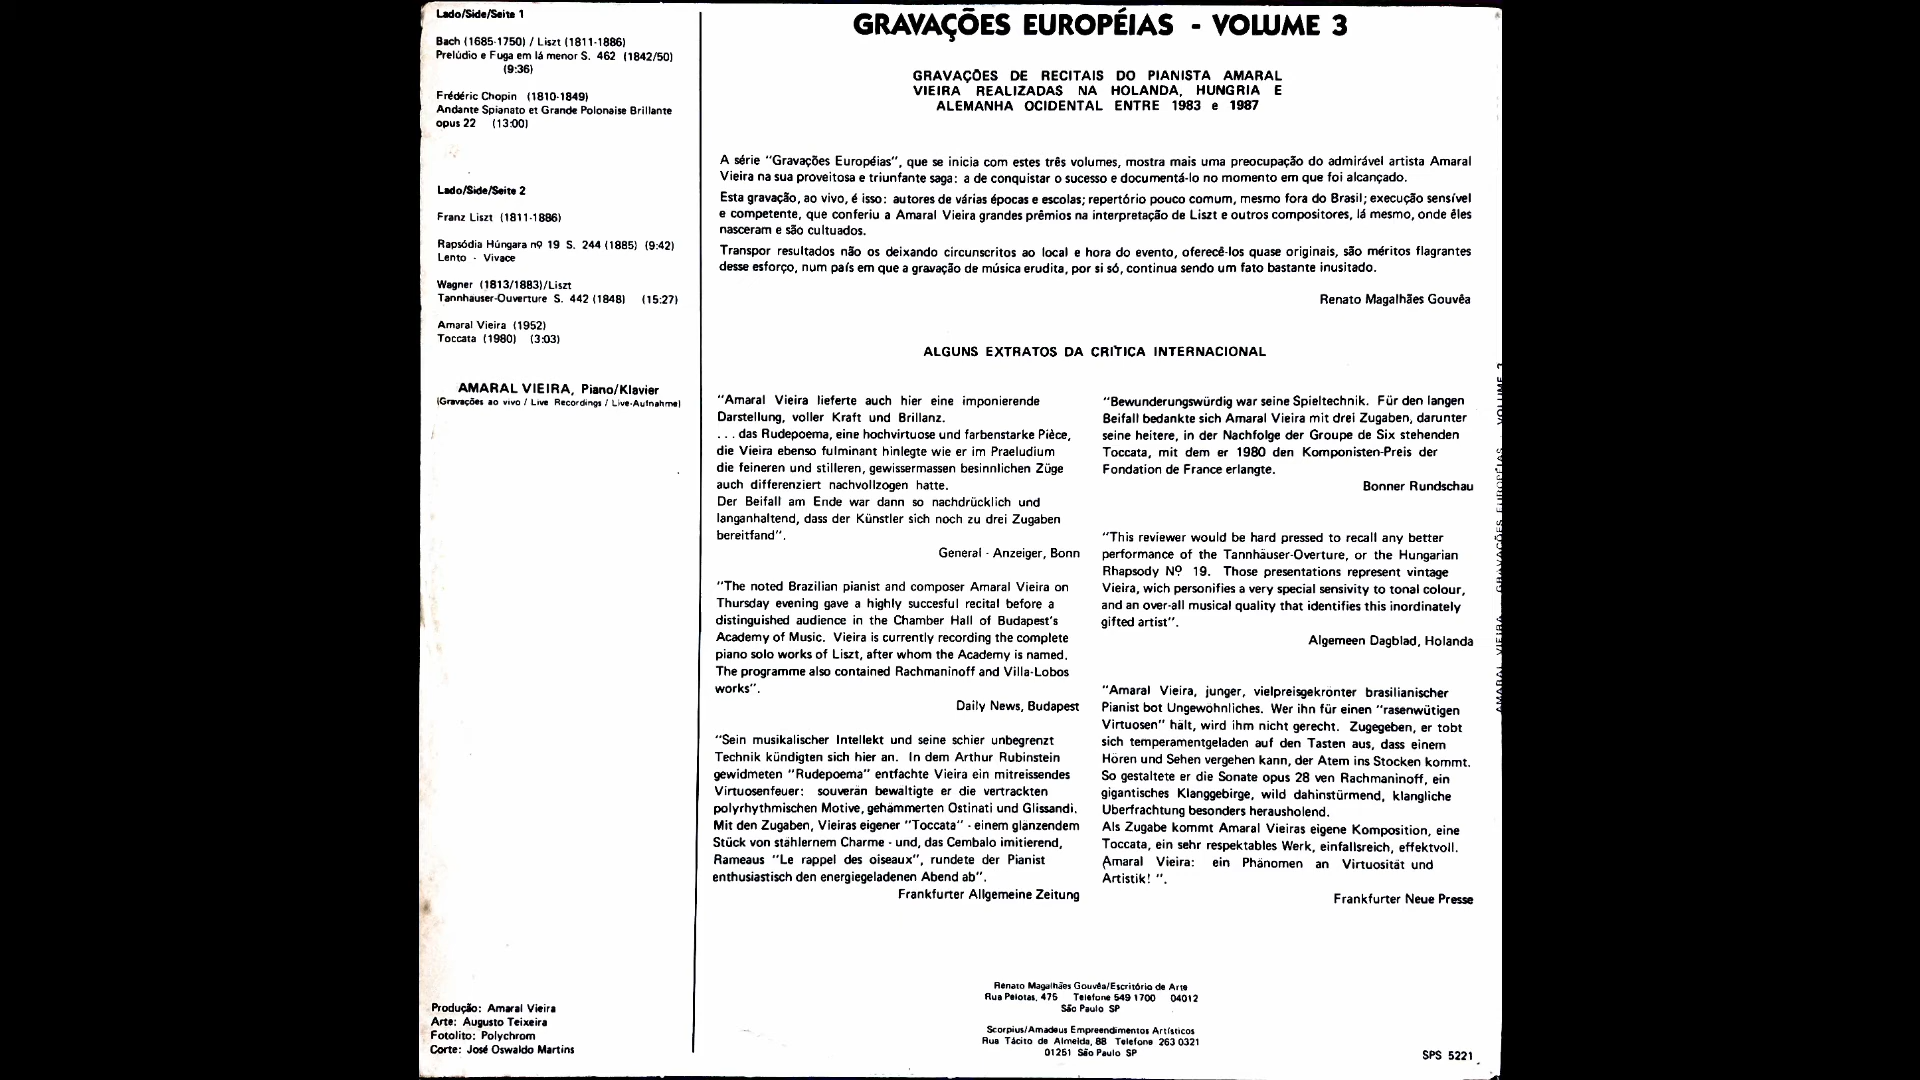 Lado/Side/Seite 1
Bach (1685-1750) / Liszt (1811-1886)
Prelúdio e Fuga em lá menor S. 462 (1842/50)
(9:36)
Frédéric Chopin (1810-1849)
Andante Spianato et Grande Polonaise Brillante
opus 22 (13:00)
Lado/Side/Seite 2
Franz Liszt (1811-1886)
Rapsódia Húngara nº 19 S. 244 (1885) (9:42)
Lento - Vivace
Wagner (1813/1883)/Liszt
Tannhauser-Ouverture S. 442 (1848) (15:27)
Amaral Vieira (1952)
Toccata (1980) (3:03)
AMARAL VIEIRA, Piano/Klavier
(Gravações ao vivo / Live Recordings / Live-Aufnahme)
Produção: Amaral Vieira
Arte: Augusto Teixeira
Fotolito: Polychrom
Corte: José Oswaldo Martins
GRAVAÇÕES EUROPÉIAS - VOLUME 3
GRAVAÇÕES DE RECITAIS DO PIANISTA AMARAL
VIEIRA REALIZADAS NA HOLANDA, HUNGRIA E
ALEMANHA OCIDENTAL ENTRE 1983 e 1987
A série "Gravações Européias", que se inicia com estes três volumes, mostra mais uma preocupação do admirável artista Amaral
Vieira na sua proveitosa e triunfante saga: a de conquistar o sucesso e documentá-lo no momento em que foi alcançado.
Esta gravação, ao vivo, é isso: autores de várias épocas e escolas; repertório pouco comum, mesmo fora do Brasil; execução sensível
e competente, que conferiu a Amaral Vieira grandes prêmios na interpretação de Liszt e outros compositores, lá mesmo, onde êles
nasceram e são cultuados.
Transpor resultados não os deixando circunscritos ao local e hora do evento, oferecê-los quase originais, são méritos flagrantes
desse esforço, num país em que a gravação de música erudita, por si só, continua sendo um fato bastante inusitado.
Renato Magalhães Gouvêa
ALGUNS EXTRATOS DA CRÍTICA INTERNACIONAL
"Amaral Vieira lieferte auch hier eine imponierende
Darstellung, voller Kraft und Brillanz.
. . . das Rudepoema, eine hochvirtuose und farbenstarke Pièce,
die Vieira ebenso fulminant hinlegte wie er im Praeludium
die feineren und stilleren, gewissermassen besinnlichen Züge
auch differenziert nachvollzogen hatte.
Der Beifall am Ende war dann so nachdrücklich und
langanhaltend, dass der Künstler sich noch zu drei Zugaben
bereitfand".
General - Anzeiger, Bonn
"The noted Brazilian pianist and composer Amaral Vieira on
Thursday evening gave a highly succesful recital before a
distinguished audience in the Chamber Hall of Budapest's
Academy of Music. Vieira is currently recording the complete
piano solo works of Liszt, after whom the Academy is named.
The programme also contained Rachmaninoff and Villa-Lobos
works".
Daily News, Budapest
"Sein musikalischer Intellekt und seine schier unbegrenzt
Technik kündigten sich hier an. In dem Arthur Rubinstein
gewidmeten "Rudepoema" entfachte Vieira ein mitreissendes
Virtuosenfeuer: souverän bewaltigte er die vertrackten
polyrhythmischen Motive, gehämmerten Ostinati und Glissandi.
Mit den Zugaben, Vieiras eigener "Toccata" - einem glänzendem
Stück von stählernem Charme - und, das Cembalo imitierend,
Rameaus "Le rappel des oiseaux", rundete der Pianist
enthusiastisch den energiegeladenen Abend ab".
Frankfurter Allgemeine Zeitung
"Bewunderungswürdig war seine Spieltechnik. Für den langen
Beifall bedankte sich Amaral Vieira mit drei Zugaben, darunter
seine heitere, in der Nachfolge der Groupe de Six stehenden
Toccata, mit dem er 1980 den Komponisten-Preis der
Fondation de France erlangte.
Bonner Rundschau
"This reviewer would be hard pressed to recall any better
performance of the Tannhäuser-Overture, or the Hungarian
Rhapsody Nº 19. Those presentations represent vintage
Vieira, wich personifies a very special sensivity to tonal colour,
and an over-all musical quality that identifies this inordinately
gifted artist".
Algemeen Dagblad, Holanda
"Amaral Vieira, junger, vielpreisgekronter brasilianischer
Pianist bot Ungewohnliches. Wer ihn für einen "rasenwütigen
Virtuosen" hält, wird ihm nicht gerecht. Zugegeben, er tobt
sich temperamentgeladen auf den Tasten aus, dass einem
Hören und Sehen vergehen kann, der Atem ins Stocken kommt.
So gestaltete er die Sonate opus 28 ven Rachmaninoff, ein
gigantisches Klanggebirge, wild dahinstürmend, klangliche
Uberfrachtung besonders herausholend.
Als Zugabe kommt Amaral Vieiras eigene Komposition, eine
Toccata, ein sehr respektables Werk, einfallsreich, effektvoll.
Amaral Vieira: ein Phänomen an Virtuosität und
Artistik! ".
Frankfurter Neue Presse
Renato Magalhães Gouvêa/Escritório de Arte
Rua Pelotas, 475 Telefone 549 1700 04012
São Paulo SP
Scorpius/Amadeus Empreendimentos Artísticos
Rua Tácito de Almeida, 88 Telefone 263 0321
01251 São Paulo SP
SPS 5221
AMARAL VIEIRA - GRAVAÇÕES EUROPÉIAS - VOLUME 3